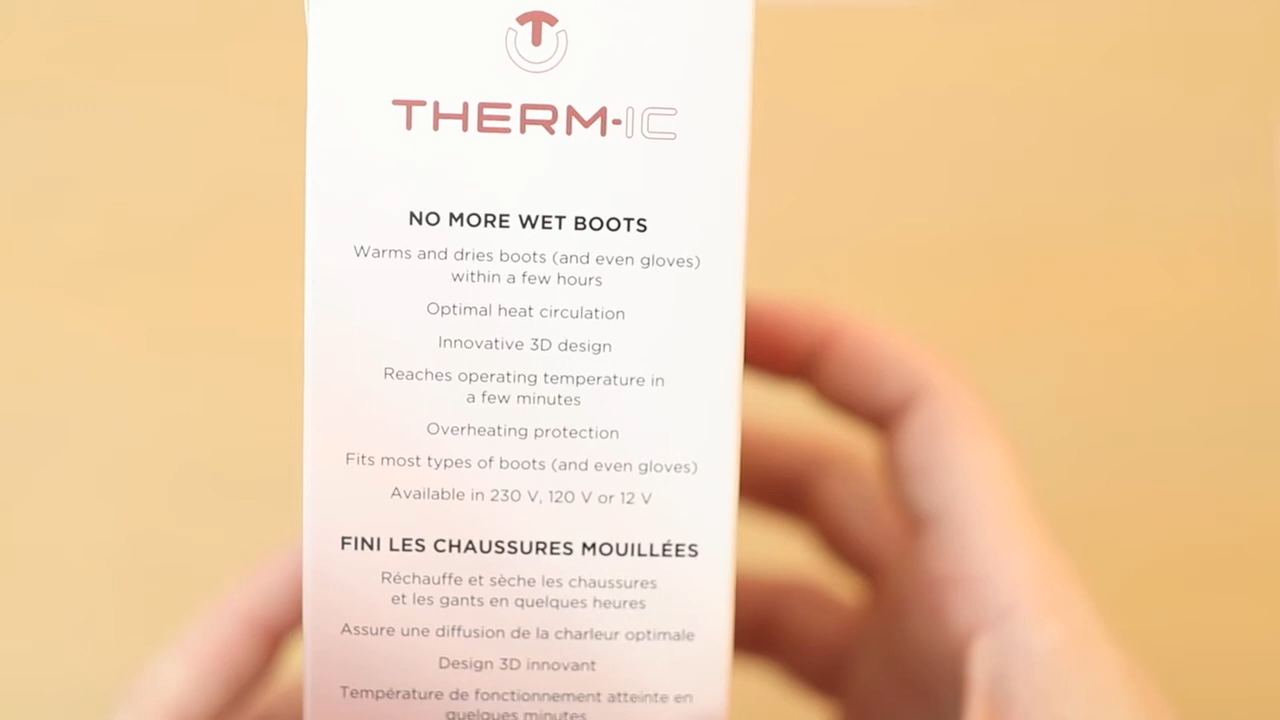 THERM-IC
NO MORE WET BOOTS
Warms and dries boots (and even gloves)
within a few hours
Optimal heat circulation
Innovative 3D design
Reaches operating temperature in
a few minutes
Overheating protection
Fits most types of boots (and even gloves)
Available in 230 V, 120 V or 12 V
FINI LES CHAUSSURES MOUILLÉES
Réchauffe et sèche les chaussures
et les gants en quelques heures
Assure une diffusion de la charleur optimale
Design 3D innovant
Température de fonctionnement atteinte en
quelques minutes